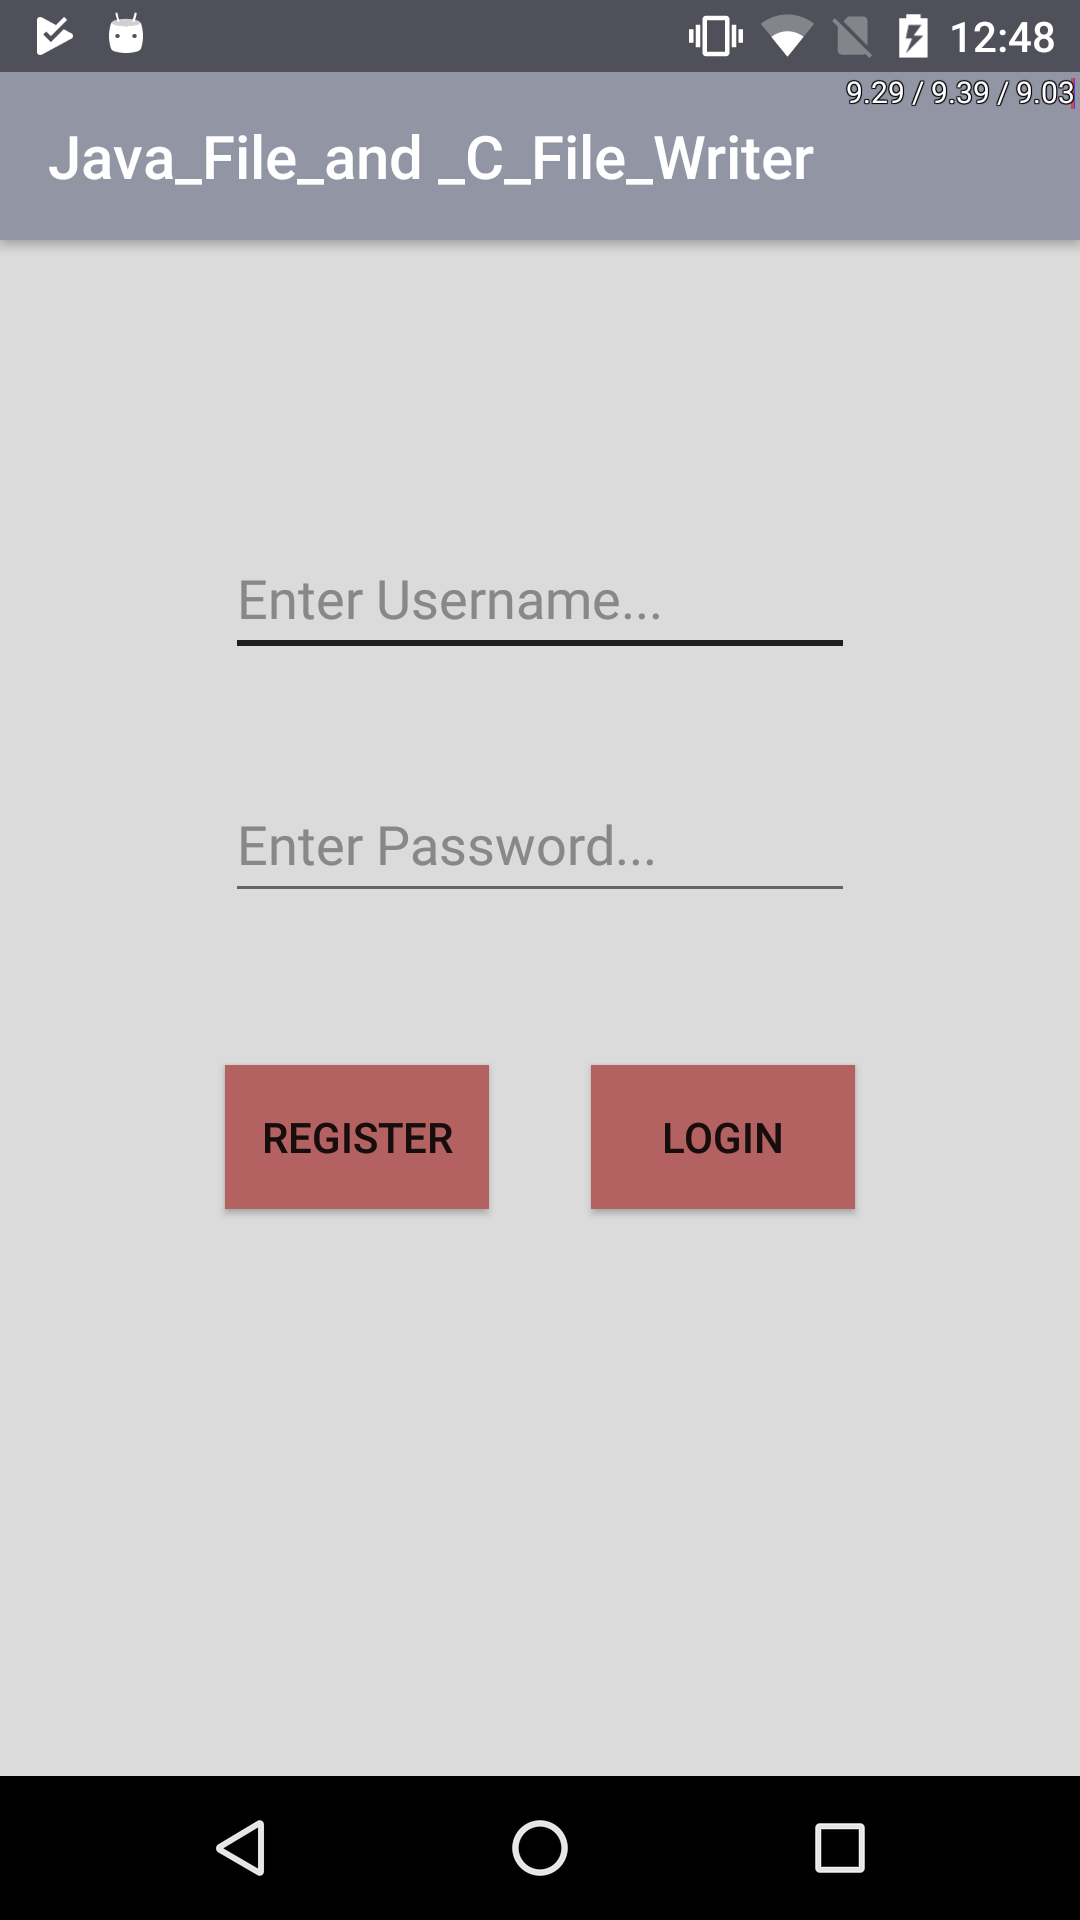 12:48
9.29 / 9.39 / 9.03
Java_File_and _C_File_Writer
Enter Username...
Enter Password...
REGISTER
LOGIN